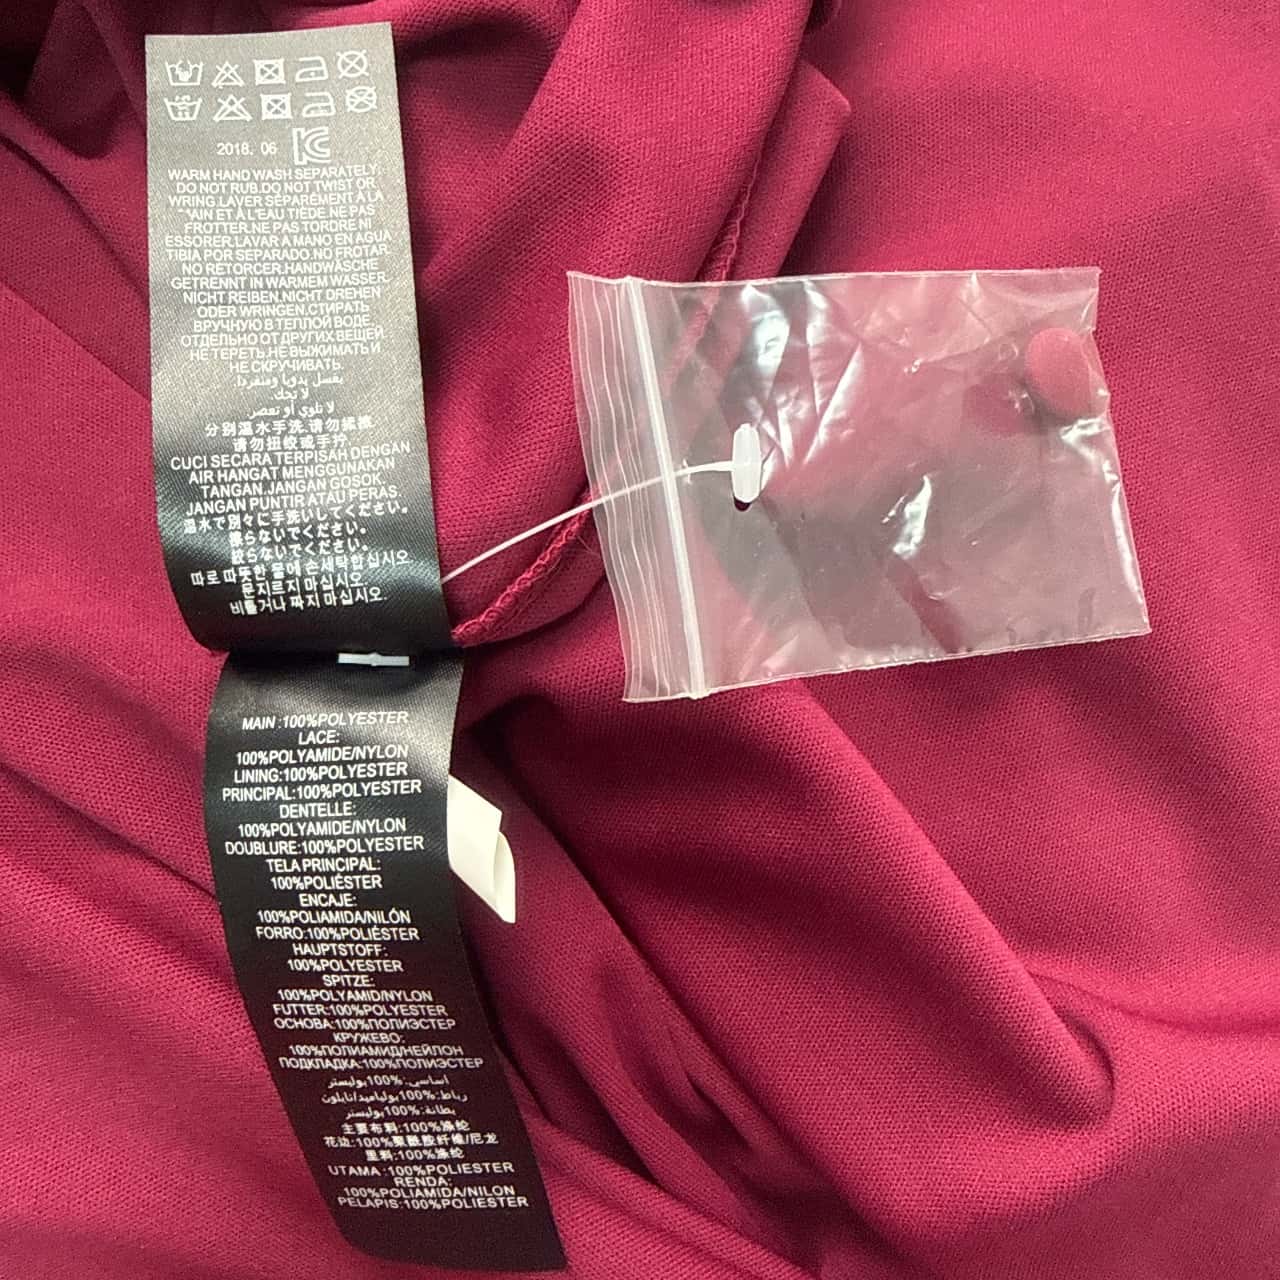 2018. 06
WARM HAND WASH SEPARATELY.
DO NOT RUB.DO NOT TWIST OR
WRING.LAVER SÉPARÉMENT À LA
MAIN ET À L'EAU TIÈDE.NE PAS
FROTTER.NE PAS TORDRE NI
ESSORER.LAVAR A MANO EN AGUA
TIBIA POR SEPARADO.NO FROTAR.
NO RETORCER.HANDWÄSCHE
GETRENNT IN WARMEM WASSER.
NICHT REIBEN.NICHT DREHEN
ODER WRINGEN.СТИРАТЬ
ВРУЧНУЮ В ТЕПЛОЙ ВОДЕ
ОТДЕЛЬНО ОТ ДРУГИХ ВЕЩЕЙ.
НЕ ТЕРЕТЬ.НЕ ВЫЖИМАТЬ И
НЕ СКРУЧИВАТЬ.
يغسل يدويا ومنفردا
لا تحك.
لا تلوي أو تعصر.
分别温水手洗.请勿揉擦.
请勿扭绞或手拧.
CUCI SECARA TERPISAH DENGAN
AIR HANGAT MENGGUNAKAN
TANGAN.JANGAN GOSOK.
JANGAN PUNTIR ATAU PERAS.
温水で別々に手洗いしてください。
擦らないでください。
絞らないでください。
따로 따뜻한 물에 손세탁합십시오.
문지르지 마십시오.
비틀거나 짜지 마십시오.
MAIN :100%POLYESTER
LACE:
100%POLYAMIDE/NYLON
LINING:100%POLYESTER
PRINCIPAL:100%POLYESTER
DENTELLE:
100%POLYAMIDE/NYLON
DOUBLURE:100%POLYESTER
TELA PRINCIPAL:
100%POLIÉSTER
ENCAJE:
100%POLIAMIDA/NILÓN
FORRO:100%POLIÉSTER
HAUPTSTOFF:
100%POLYESTER
SPITZE:
100%POLYAMID/NYLON
FUTTER:100%POLYESTER
ОСНОВА:100%ПОЛИЭСТЕР
КРУЖЕВО:
100%ПОЛИАМИД/НЕЙЛОН
ПОДКЛАДКА:100%ПОЛИЭСТЕР
اساسي:100%بوليستر
رباط:100%بولياميدانايلون
بطانة:100%بوليستر
主要布料:100%涤纶
花边:100%聚酰胺纤维/尼龙
里料:100%涤纶
UTAMA :100%POLIESTER
RENDA:
100%POLIAMIDA/NILON
PELAPIS:100%POLIESTER